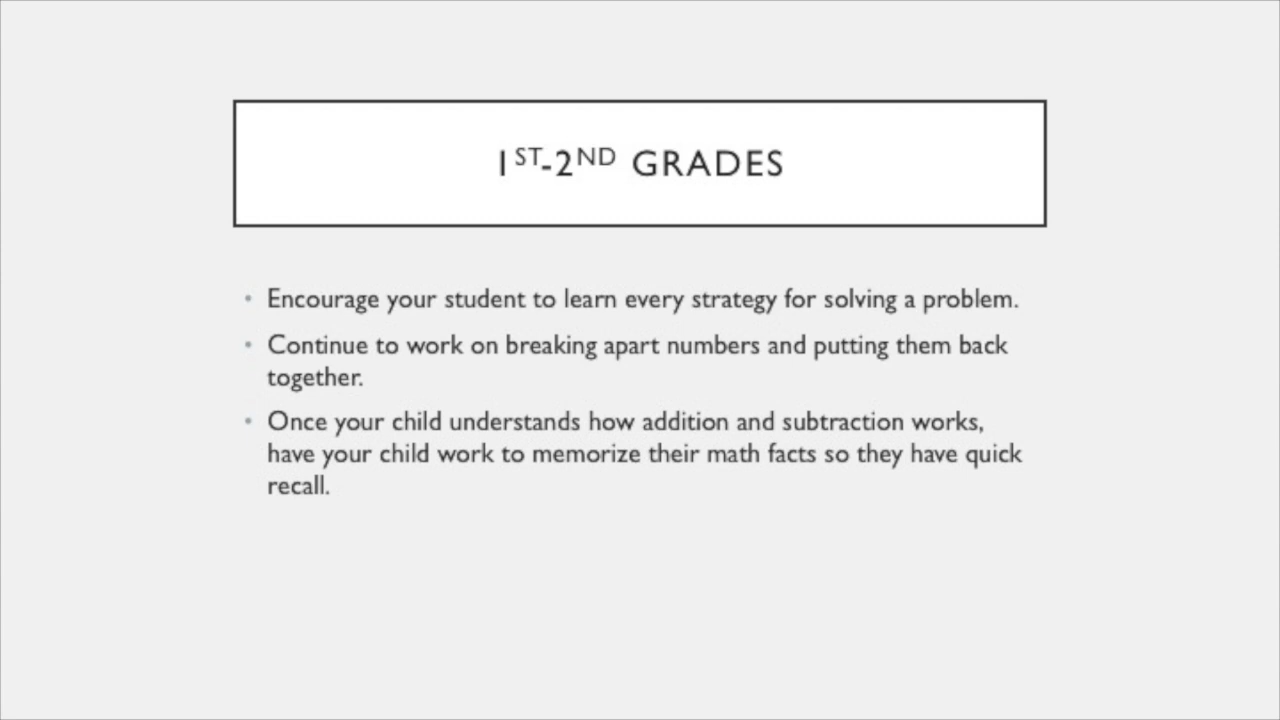 1ST-2ND GRADES
• Encourage your student to learn every strategy for solving a problem.
• Continue to work on breaking apart numbers and putting them back
together.
• Once your child understands how addition and subtraction works,
have your child work to memorize their math facts so they have quick
recall.